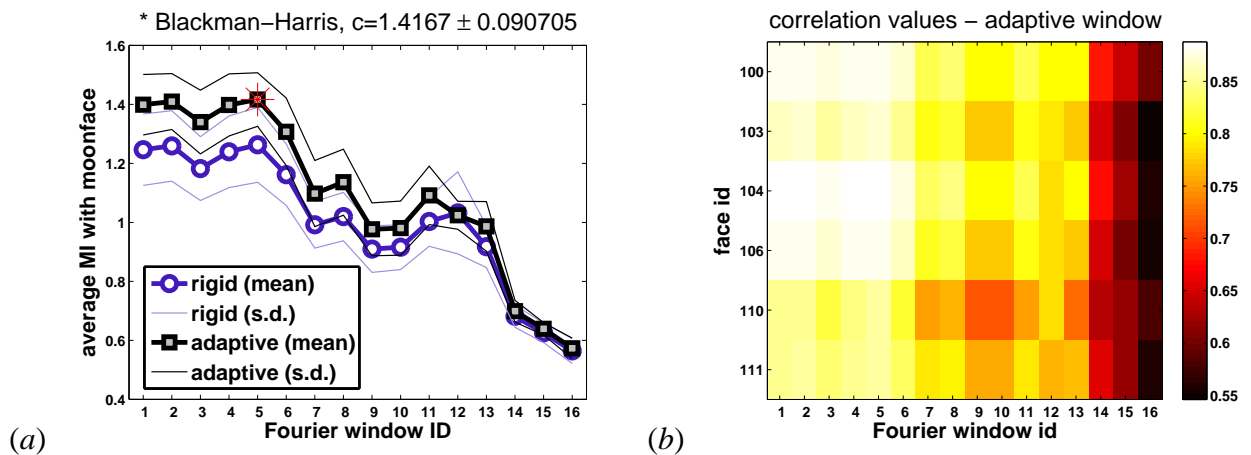 * Blackman−Harris, c=1.4167 ± 0.090705
1.6
1.4
1.2
1
0.8
0.6
0.4
average MI with moonface
rigid (mean)
rigid (s.d.)
adaptive (mean)
adaptive (s.d.)
1 2 3 4 5 6 7 8 9 10 11 12 13 14 15 16
Fourier window ID
(a)
correlation values − adaptive window
100
103
104
106
110
111
face id
1 2 3 4 5 6 7 8 9 10 11 12 13 14 15 16
Fourier window id
0.85
0.8
0.75
0.7
0.65
0.6
0.55
(b)